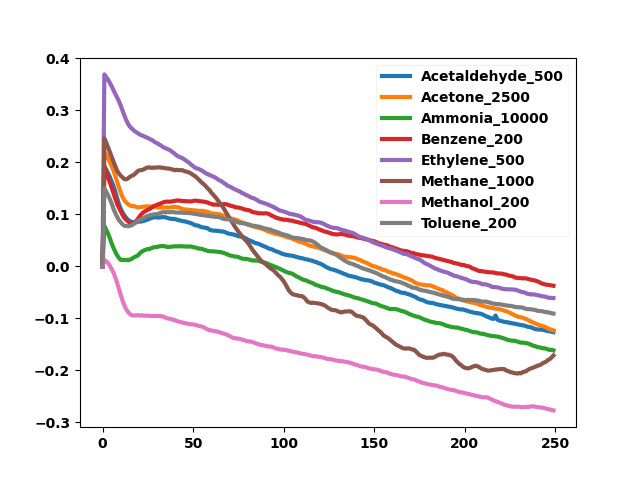 0.4
0.3
0.2
0.1
0.0
−0.1
−0.2
−0.3
0 50 100 150 200 250
Acetaldehyde_500
Acetone_2500
Ammonia_10000
Benzene_200
Ethylene_500
Methane_1000
Methanol_200
Toluene_200